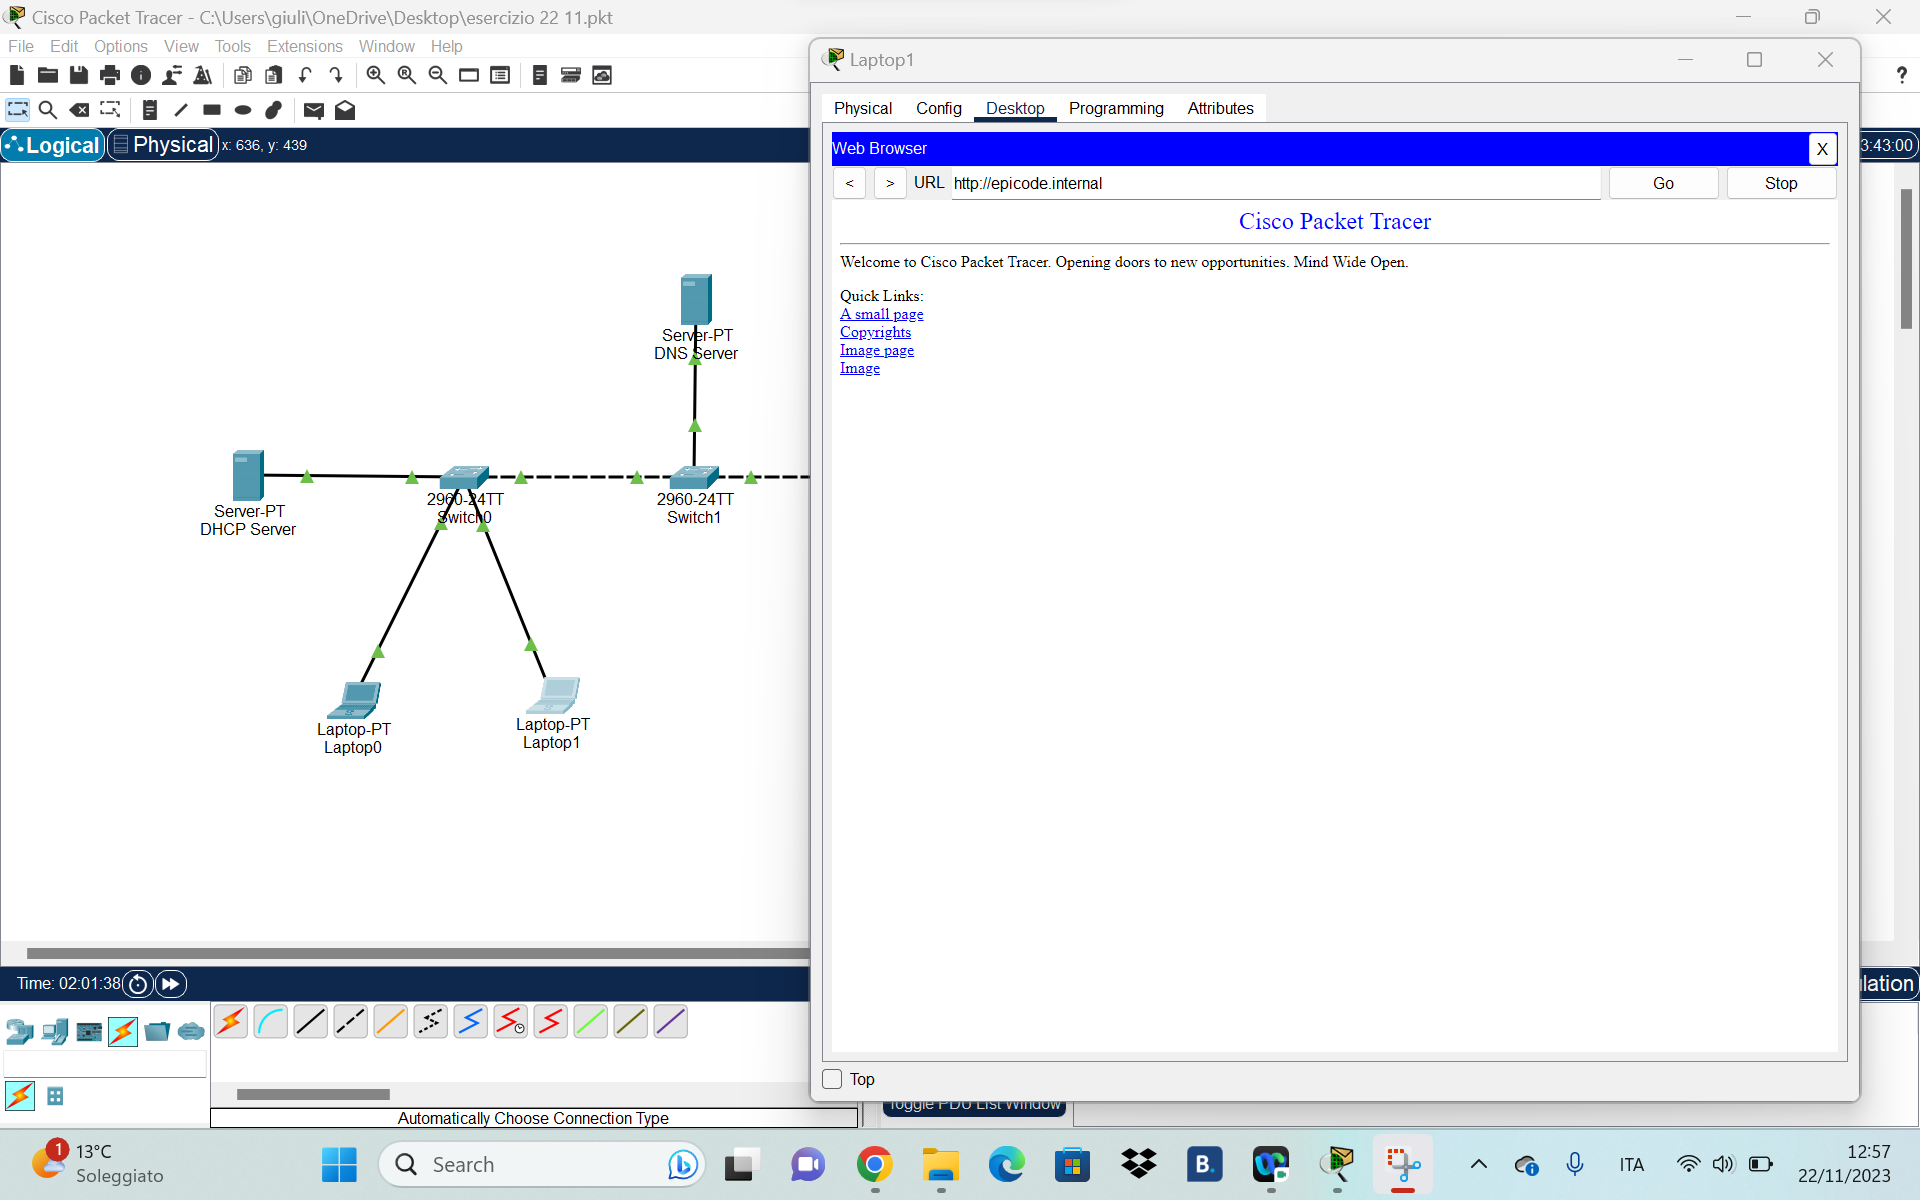 Cisco Packet Tracer - C:\Users\giuli\OneDrive\Desktop\esercizio 22 11.pkt
File Edit Options View Tools Extensions Window Help
Logical Physical x: 636, y: 439
3:43:00
Server-PT
DNS Server
Server-PT
DHCP Server
2960-24TT
Switch0
2960-24TT
Switch1
Laptop-PT
Laptop0
Laptop-PT
Laptop1
Laptop1
Physical Config Desktop Programming Attributes
Web Browser X
< > URL http://epicode.internal Go Stop
Cisco Packet Tracer
Welcome to Cisco Packet Tracer. Opening doors to new opportunities. Mind Wide Open.
Quick Links:
A small page
Copyrights
Image page
Image
Top
Time: 02:01:38
lation
Automatically Choose Connection Type
Toggle PDU List Window
1
13°C
Soleggiato
Search
B.
ITA
12:57
22/11/2023